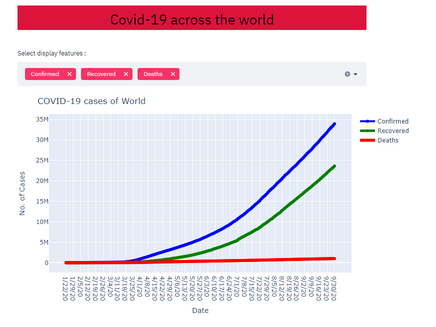 Covid-19 across the world
Select display features :
Confirmed × Recovered × Deaths ×
COVID-19 cases of World
35M
30M
25M
20M
15M
10M
5M
0
No. of Cases
1/22/20
1/29/20
2/5/20
2/12/20
2/19/20
2/26/20
3/4/20
3/11/20
3/18/20
3/25/20
4/1/20
4/8/20
4/15/20
4/22/20
4/29/20
5/6/20
5/13/20
5/20/20
5/27/20
6/3/20
6/10/20
6/17/20
6/24/20
7/1/20
7/8/20
7/15/20
7/22/20
7/29/20
8/5/20
8/12/20
8/19/20
8/26/20
9/2/20
9/9/20
9/16/20
9/23/20
9/30/20
Date
Confirmed
Recovered
Deaths